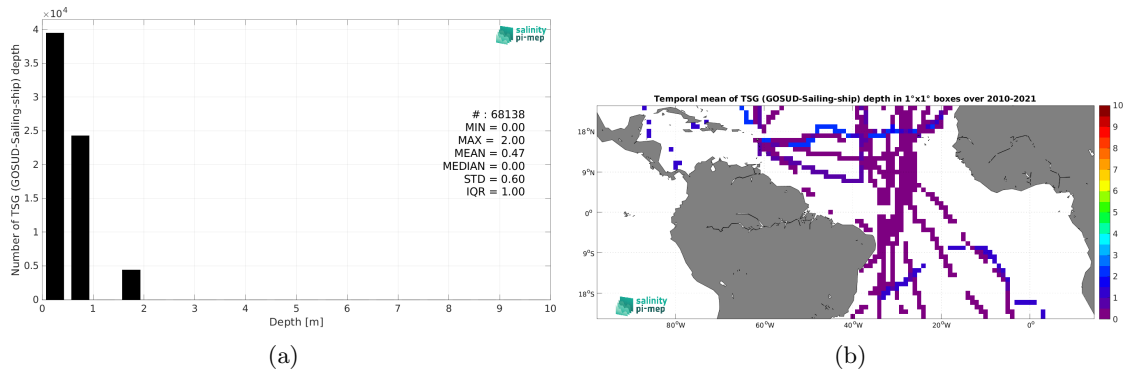 ×10⁴
4
3.5
3
2.5
2
1.5
1
0.5
0
Number of TSG (GOSUD-Sailing-ship) depth
salinity
pi-mep
# : 68138
MIN = 0.00
MAX = 2.00
MEAN = 0.47
MEDIAN = 0.00
STD = 0.60
IQR = 1.00
0 1 2 3 4 5 6 7 8 9 10
Depth [m]
(a)
Temporal mean of TSG (GOSUD-Sailing-ship) depth in 1°x1° boxes over 2010-2021
18°N
9°N
0°
9°S
18°S
salinity
pi-mep
80°W 60°W 40°W 20°W 0°
10
9
8
7
6
5
4
3
2
1
0
(b)